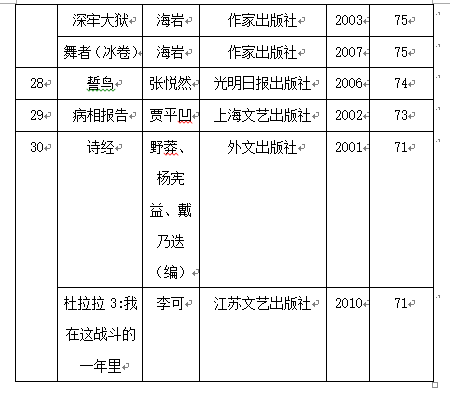 深牢大狱 海岩 作家出版社 2003 75
舞者（冰卷） 海岩 作家出版社 2007 75
28 誓鸟 张悦然 光明日报出版社 2006 74
29 病相报告 贾平凹 上海文艺出版社 2002 73
30 诗经 野莽、 外文出版社 2001 71
杨宪
益、戴
乃迭
（编）
杜拉拉 3:我 李可 江苏文艺出版社 2010 71
在这战斗的
一年里